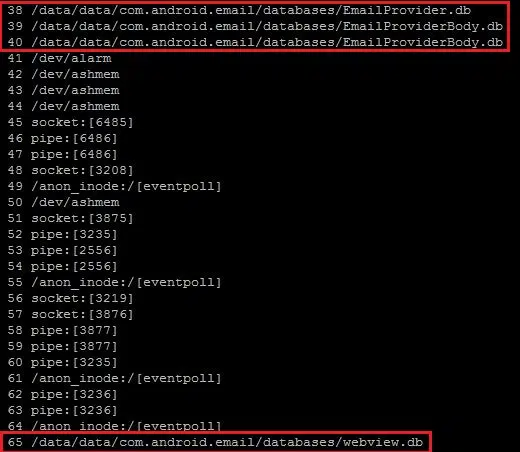 38 /data/data/com.android.email/databases/EmailProvider.db
39 /data/data/com.android.email/databases/EmailProviderBody.db
40 /data/data/com.android.email/databases/EmailProviderBody.db
41 /dev/alarm
42 /dev/ashmem
43 /dev/ashmem
44 /dev/ashmem
45 socket:[6485]
46 pipe:[6486]
47 pipe:[6486]
48 socket:[3208]
49 /anon_inode:/[eventpoll]
50 /dev/ashmem
51 socket:[3875]
52 pipe:[3235]
53 pipe:[2556]
54 pipe:[2556]
55 /anon_inode:/[eventpoll]
56 socket:[3219]
57 socket:[3876]
58 pipe:[3877]
59 pipe:[3877]
60 pipe:[3235]
61 /anon_inode:/[eventpoll]
62 pipe:[3236]
63 pipe:[3236]
64 /anon_inode:/[eventpoll]
65 /data/data/com.android.email/databases/webview.db